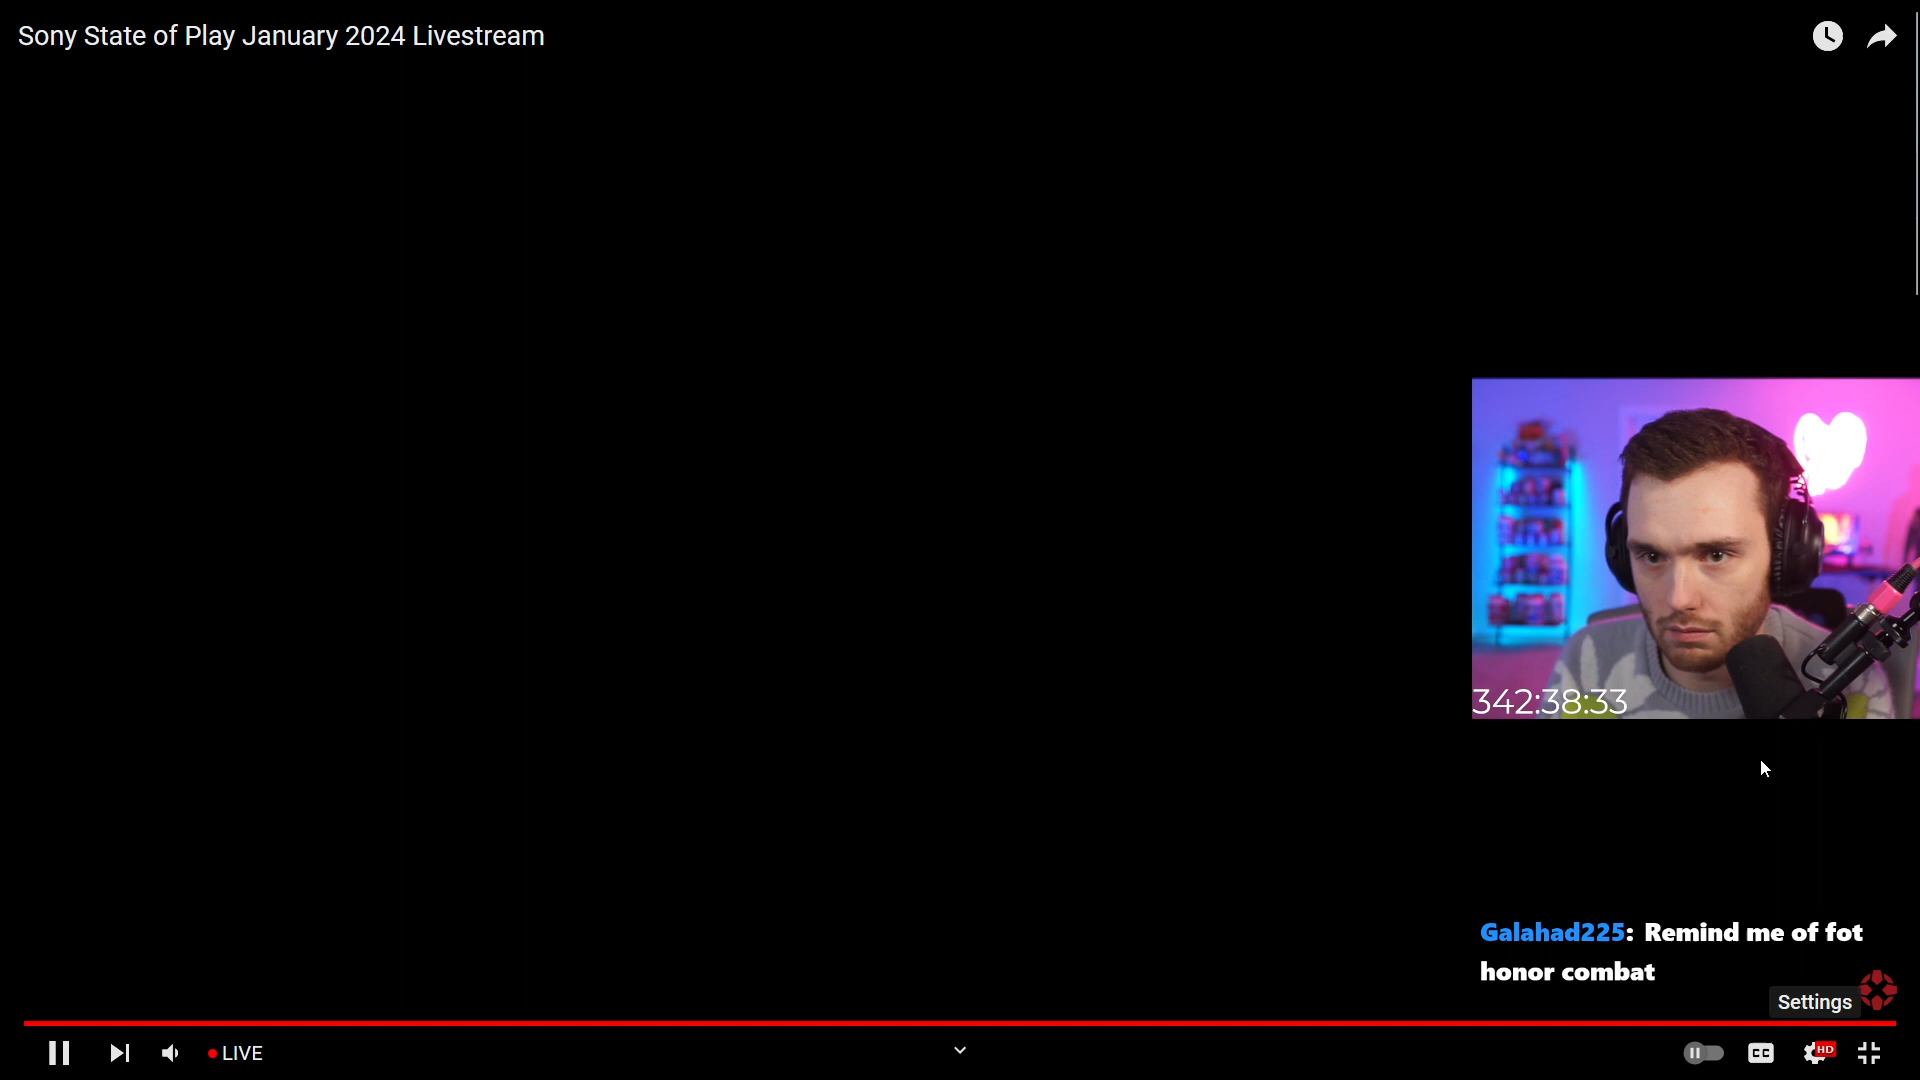 Sony State of Play January 2024 Livestream
342:38:33
Galahad225: Remind me of fot
honor combat
Settings
LIVE
CC
HD